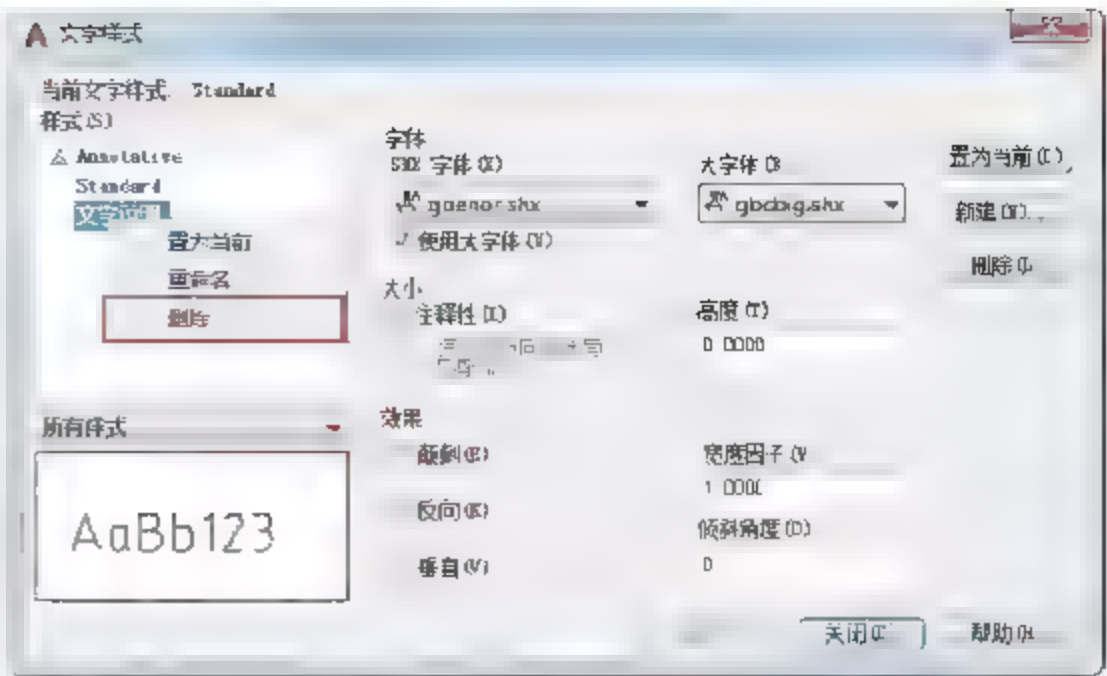 文字样式
当前文字样式: Standard
样式(S)
Annotative
Standard
文字说明
置为当前
重命名
删除
所有样式
AaBb123
字体
SHX 字体(X)
使用大字体(U)
大字体(B)
大小
注释性(I)
高度(T)
0.0000
效果
颠倒(E)
反向(K)
垂直(V)
宽度因子(W
1.0000
倾斜角度(O)
0
置为当前(C)
新建(N)...
删除(D
关闭(C)
帮助(H